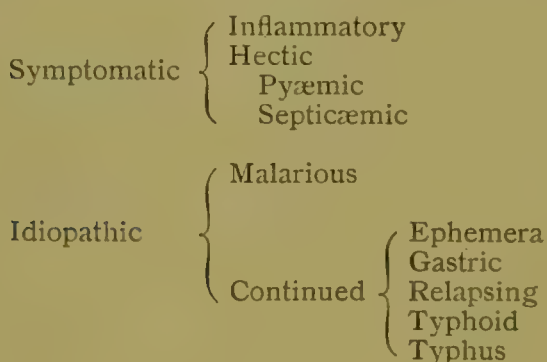 Inflammatory
Hectic
Symptomatic
Pyæmic
Septicæmic
Malarious
Idiopathic
Ephemera
Gastric
Continued Relapsing
Typhoid
Typhus